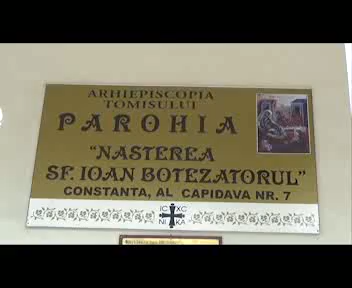 ARHIEPISCOPIA
TOMISULUI
PAROHIA
“NASTEREA
SF. IOAN BOTEZATORUL”
CONSTANTA, AL CAPIDAVA NR. 7
IC XC
NI KA